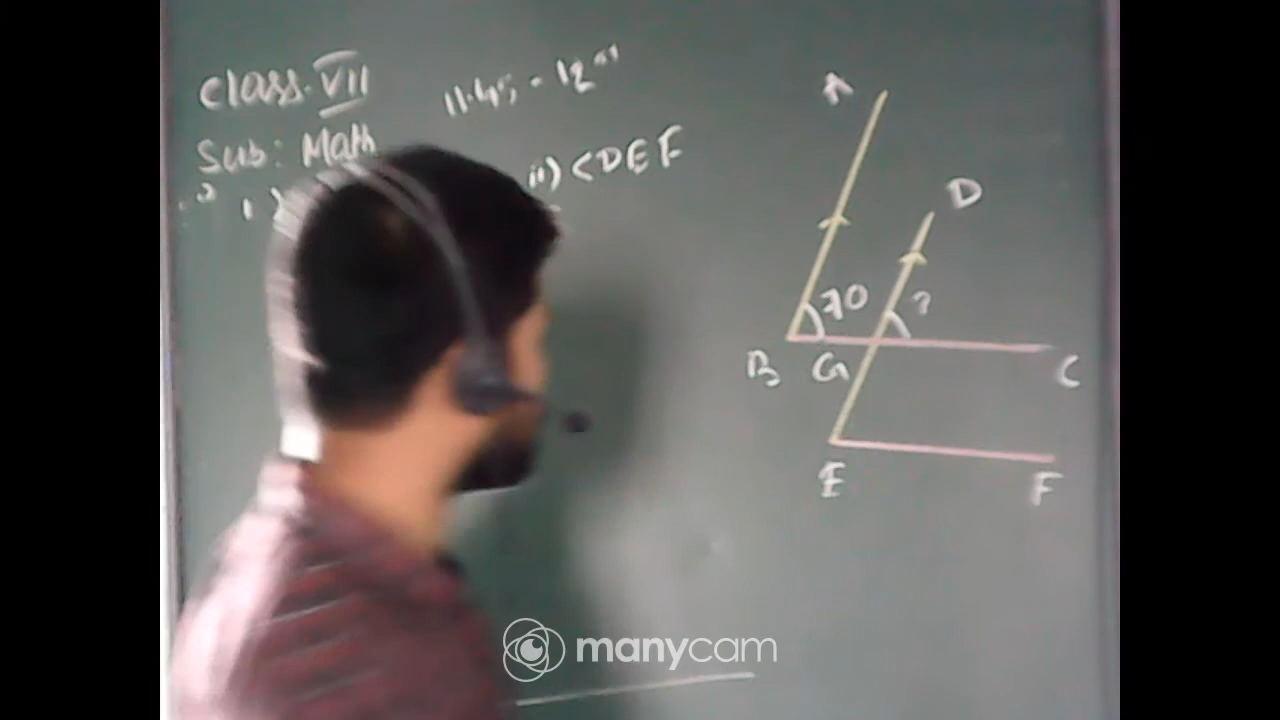 Class. VII
Sub: Math
11.45 - 12
i)
ii) <DEF
A
D
70 ?
B G C
E F
manycam